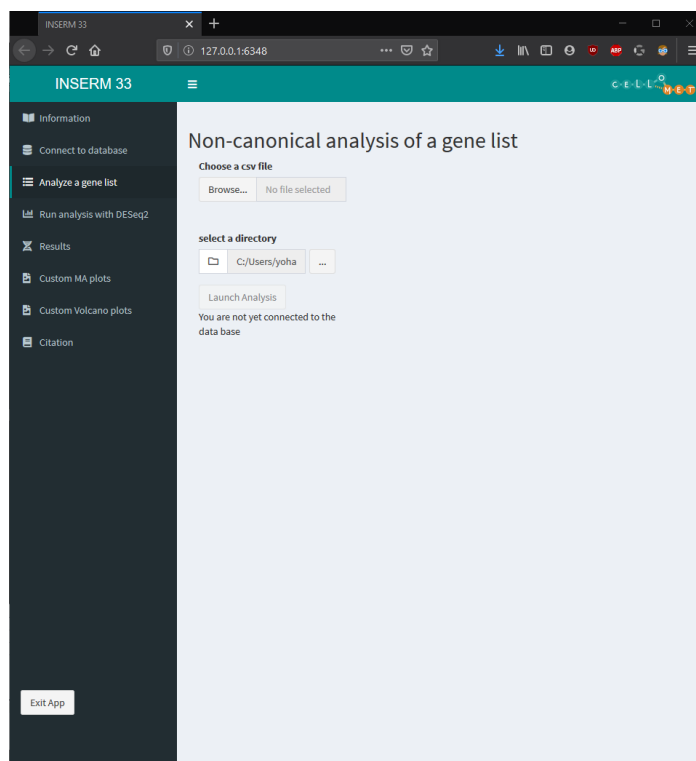 INSERM 33
127.0.0.1:6348
INSERM 33
C-E-L-L-O
M-E-T
Information
Connect to database
Analyze a gene list
Run analysis with DESeq2
Results
Custom MA plots
Custom Volcano plots
Citation
Exit App
Non-canonical analysis of a gene list
Choose a csv file
Browse... No file selected
select a directory
C:/Users/yoha ...
Launch Analysis
You are not yet connected to the
data base